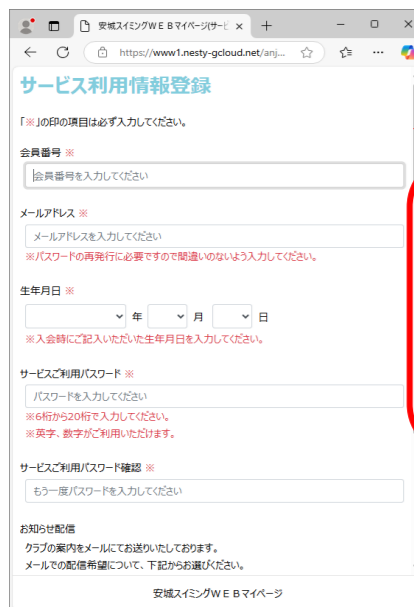 安城スイミングWEBマイページ(サービ
https://www1.nesty-gcloud.net/anj...
サービス利用情報登録
「※」の印の項目は必ず入力してください。
会員番号 ※
会員番号を入力してください
メールアドレス ※
メールアドレスを入力してください
※パスワードの再発行に必要ですので間違いのないよう入力してください。
生年月日 ※
年 月 日
※入会時にご記入いただいた生年月日を入力してください。
サービスご利用パスワード ※
パスワードを入力してください
※6桁から20桁で入力してください。
※英字、数字がご利用いただけます。
サービスご利用パスワード確認 ※
もう一度パスワードを入力してください
お知らせ配信
クラブの案内をメールにてお送りいたしております。
メールでの配信希望について、下記からお選びください。
安城スイミングWEBマイページ